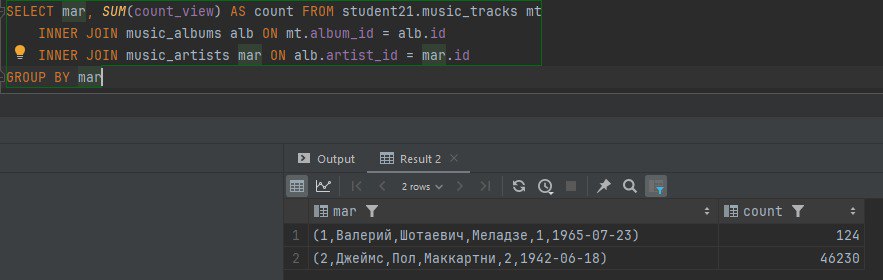 SELECT mar, SUM(count_view) AS count FROM student21.music_tracks mt
INNER JOIN music_albums alb ON mt.album_id = alb.id
INNER JOIN music_artists mar ON alb.artist_id = mar.id
GROUP BY mar
Output Result 2
2 rows
mar count
1 (1,Валерий,Шотаевич,Меладзе,1,1965-07-23) 124
2 (2,Джеймс,Пол,Маккартни,2,1942-06-18) 46230